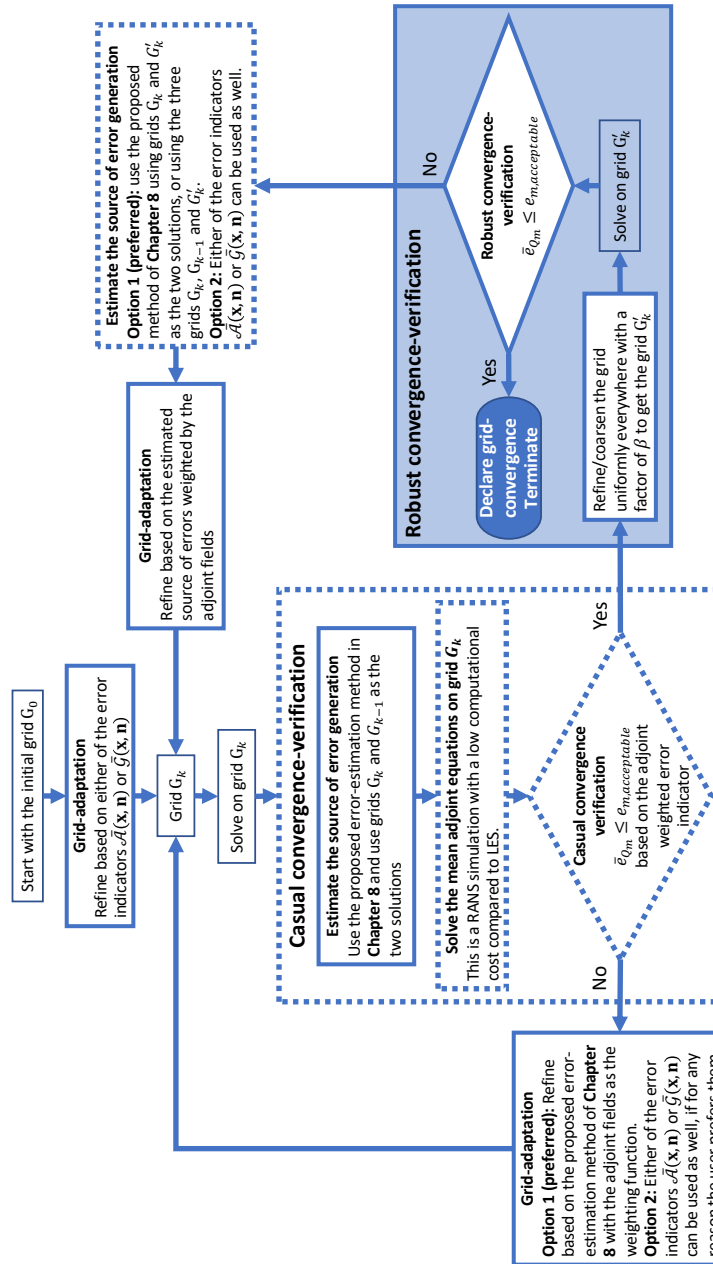 Start with the initial grid G₀
Grid-adaptation
Refine based on either of the error
indicators 𝒜̄(𝐱, 𝐧) or 𝒢̄(𝐱, 𝐧)
Grid Gₖ
Solve on grid Gₖ
Casual convergence-verification
Estimate the source of error generation
Use the proposed error-estimation method in
Chapter 8 and use grids Gₖ and Gₖ₋₁ as the
two solutions
Solve the mean adjoint equations on grid Gₖ
This is a RANS simulation with a low computational
cost compared to LES.
Casual convergence
verification
ē_{Q_m} ≤ e_{m,acceptable}
based on the adjoint
weighted error
indicator
No
Yes
Grid-adaptation
Option 1 (preferred): Refine
based on the proposed error-
estimation method of Chapter
8 with the adjoint fields as the
weighting function.
Option 2: Either of the error
indicators 𝒜̄(𝐱, 𝐧) or 𝒢̄(𝐱, 𝐧)
can be used as well, if for any
reason the user prefers them
Robust convergence-verification
Refine/coarsen the grid
uniformly everywhere with a
factor of β to get the grid G′ₖ
Solve on grid G′ₖ
Robust convergence-
verification
ē_{Q_m} ≤ e_{m,acceptable}
Yes
No
Declare grid-
convergence
Terminate
Estimate the source of error generation
Option 1 (preferred): use the proposed
method of Chapter 8 using grids Gₖ and G′ₖ
as the two solutions, or using the three
grids Gₖ, Gₖ₋₁ and G′ₖ.
Option 2: Either of the error indicators
𝒜̄(𝐱, 𝐧) or 𝒢̄(𝐱, 𝐧) can be used as well.
Grid-adaptation
Refine based on the estimated
source of errors weighted by the
adjoint fields